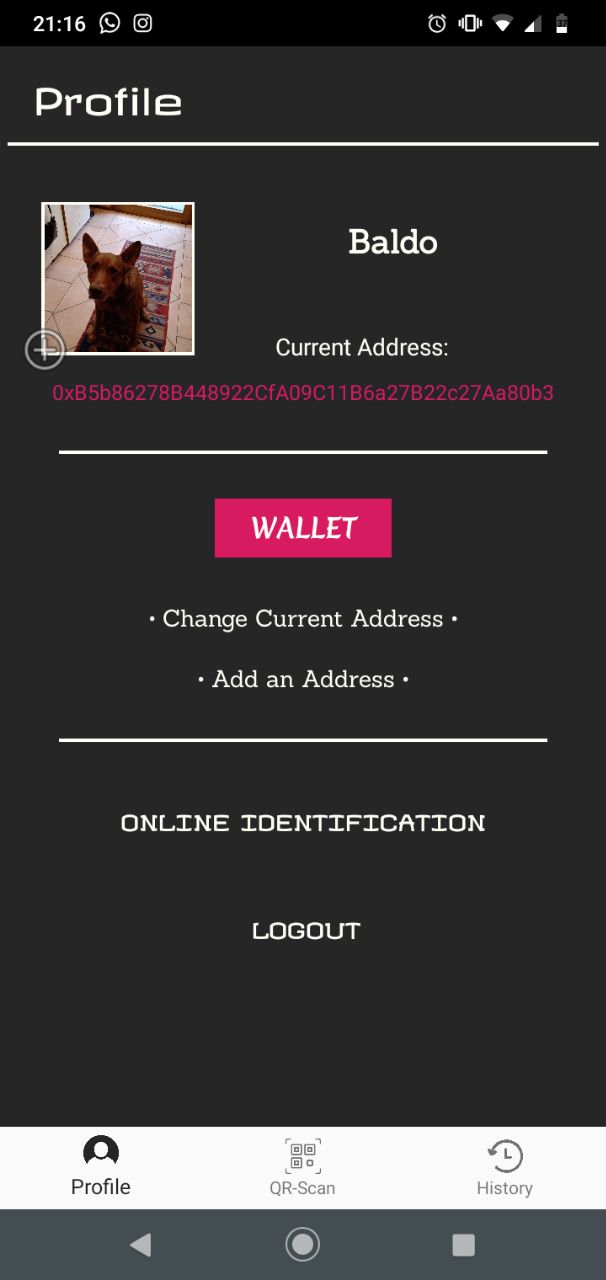 21:16
37
Profile
Baldo
Current Address:
0xB5b86278B448922CfA09C11B6a27B22c27Aa80b3
WALLET
• Change Current Address •
• Add an Address •
ONLINE IDENTIFICATION
LOGOUT
Profile
QR-Scan
History